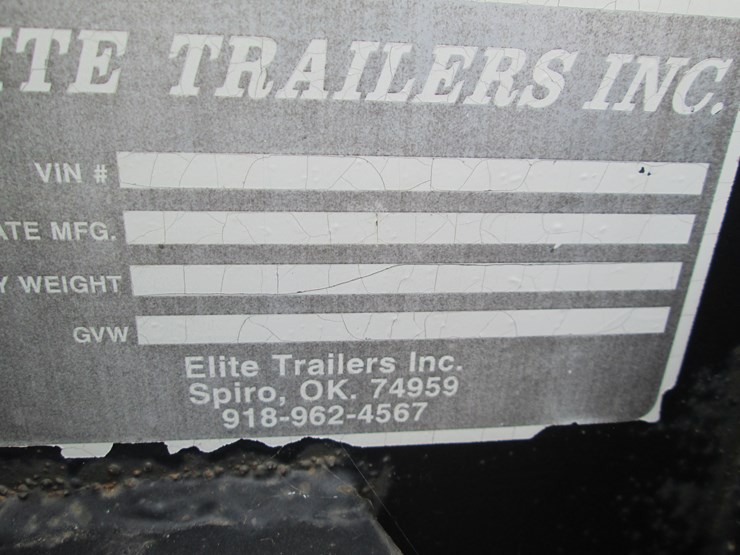 ITE TRAILERS INC.
VIN #
ATE MFG.
Y WEIGHT
GVW
Elite Trailers Inc.
Spiro, OK. 74959
918-962-4567